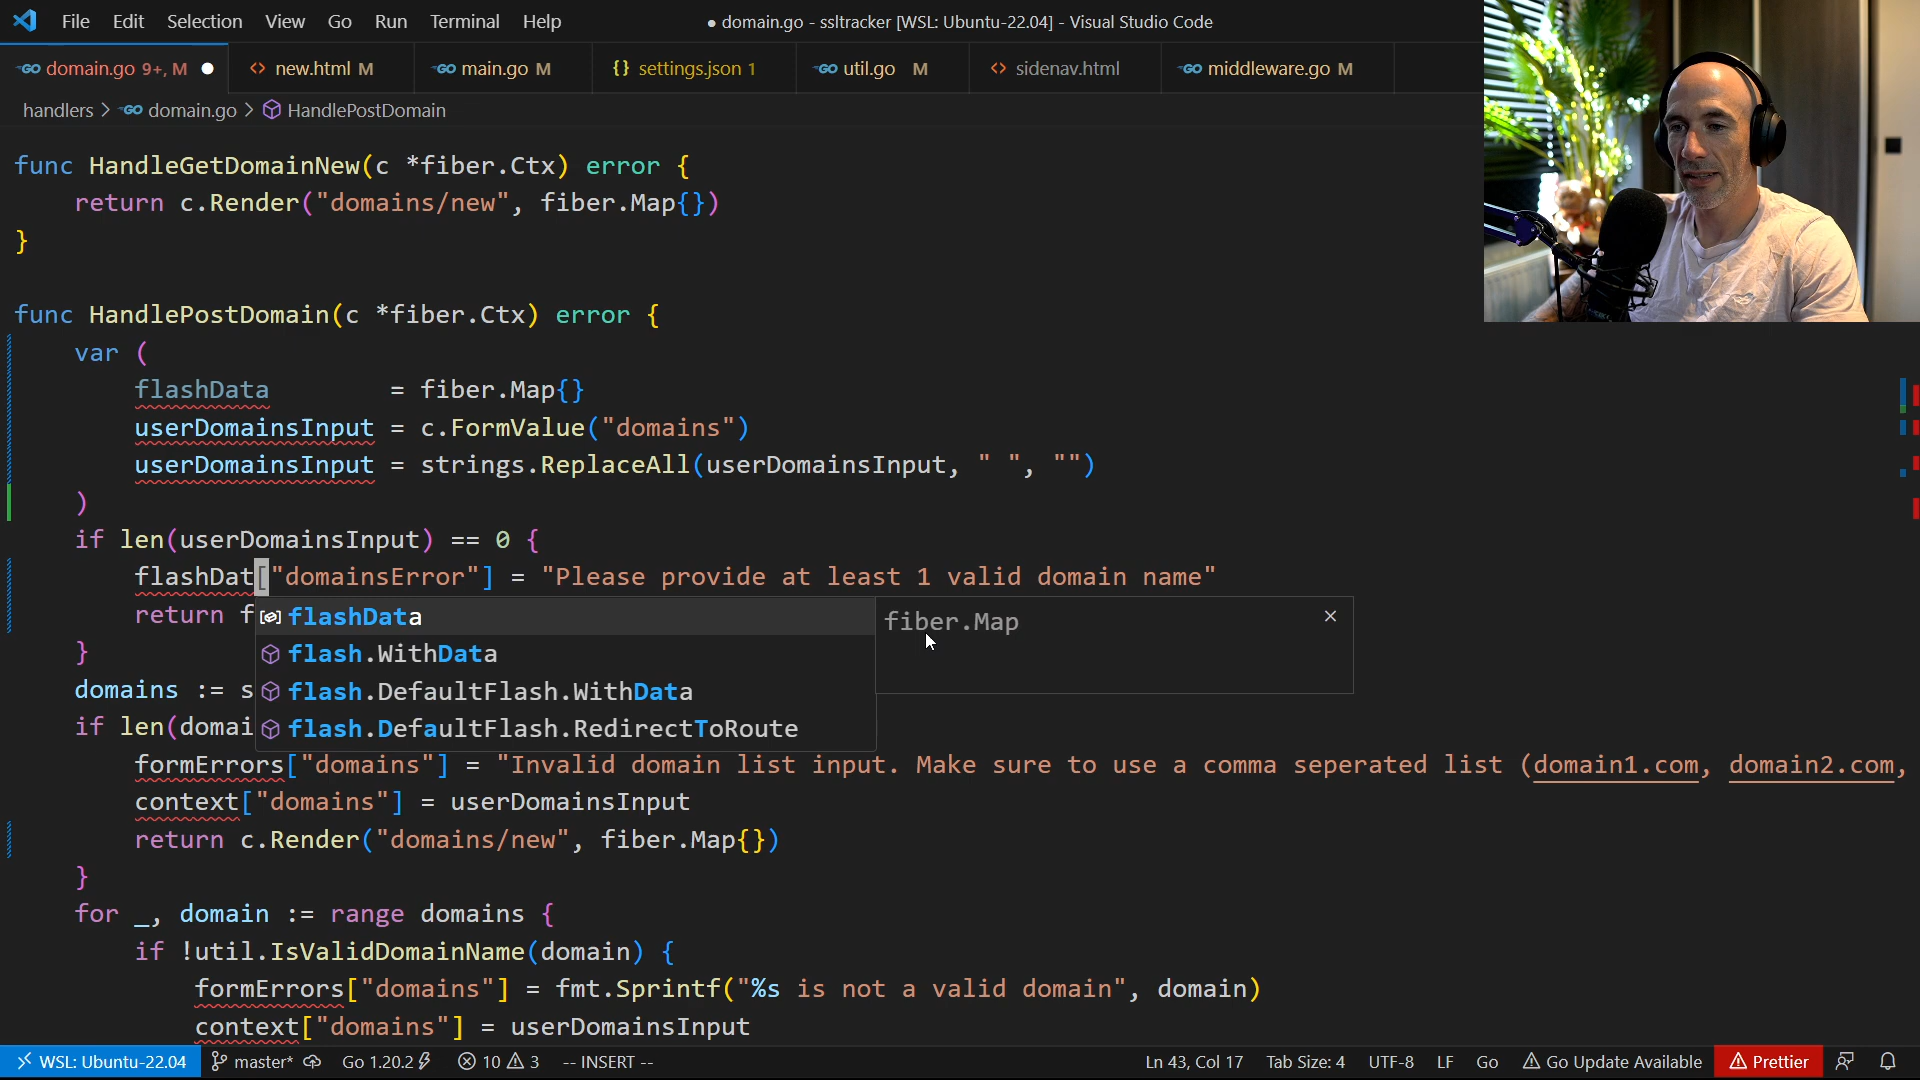 File Edit Selection View Go Run Terminal Help
● domain.go - ssltracker [WSL: Ubuntu-22.04] - Visual Studio Code
GO domain.go 9+, M ●
<> new.html M
GO main.go M
{} settings.json 1
GO util.go M
<> sidenav.html
GO middleware.go M
handlers > GO domain.go > HandlePostDomain
func HandleGetDomainNew(c *fiber.Ctx) error {
return c.Render("domains/new", fiber.Map{})
}
func HandlePostDomain(c *fiber.Ctx) error {
var (
flashData = fiber.Map{}
userDomainsInput = c.FormValue("domains")
userDomainsInput = strings.ReplaceAll(userDomainsInput, " ", "")
)
if len(userDomainsInput) == 0 {
flashDat["domainsError"] = "Please provide at least 1 valid domain name"
return f
flashData
fiber.Map
}
flash.WithData
domains := s
flash.DefaultFlash.WithData
if len(domai
flash.DefaultFlash.RedirectToRoute
formErrors["domains"] = "Invalid domain list input. Make sure to use a comma seperated list (domain1.com, domain2.com,
context["domains"] = userDomainsInput
return c.Render("domains/new", fiber.Map{})
}
for _, domain := range domains {
if !util.IsValidDomainName(domain) {
formErrors["domains"] = fmt.Sprintf("%s is not a valid domain", domain)
context["domains"] = userDomainsInput
WSL: Ubuntu-22.04 master* Go 1.20.2 10 3 -- INSERT -- Ln 43, Col 17 Tab Size: 4 UTF-8 LF Go Go Update Available Prettier